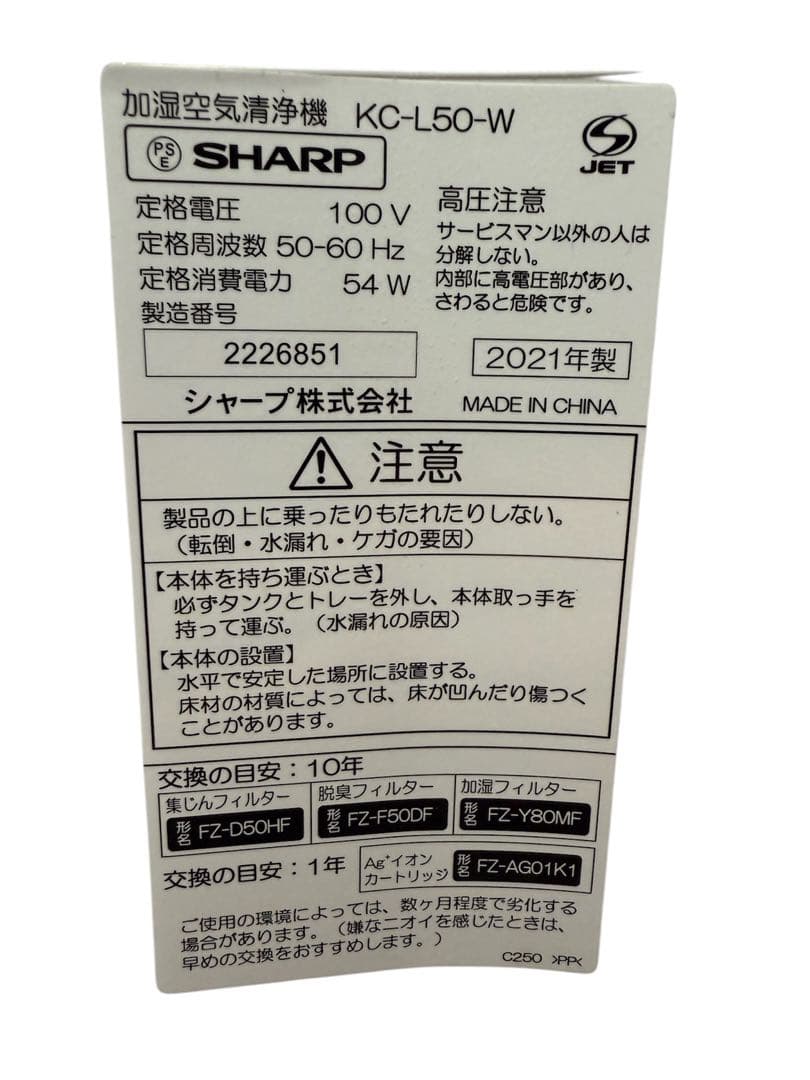 加湿空気清浄機 KC-L50-W
PS
E
SHARP
JET
定格電圧 100 V
定格周波数 50-60 Hz
定格消費電力 54 W
製造番号
2226851
高圧注意
サービスマン以外の人は
分解しない。
内部に高電圧部があり、
さわると危険です。
2021年製
シャープ株式会社 MADE IN CHINA
注意
製品の上に乗ったりもたれたりしない。
（転倒・水漏れ・ケガの要因）
【本体を持ち運ぶとき】
必ずタンクとトレーを外し、本体取っ手を
持って運ぶ。（水漏れの原因）
【本体の設置】
水平で安定した場所に設置する。
床材の材質によっては、床が凹んだり傷つく
ことがあります。
交換の目安：10年
集じんフィルター
形名 FZ-D50HF
脱臭フィルター
形名 FZ-F50DF
加湿フィルター
形名 FZ-Y80MF
交換の目安：1年
Ag⁺イオン
カートリッジ
形名 FZ-AG01K1
ご使用の環境によっては、数ヶ月程度で劣化する
場合があります。（嫌なニオイを感じたときは、
早めの交換をおすすめします。）
C250 >PP<